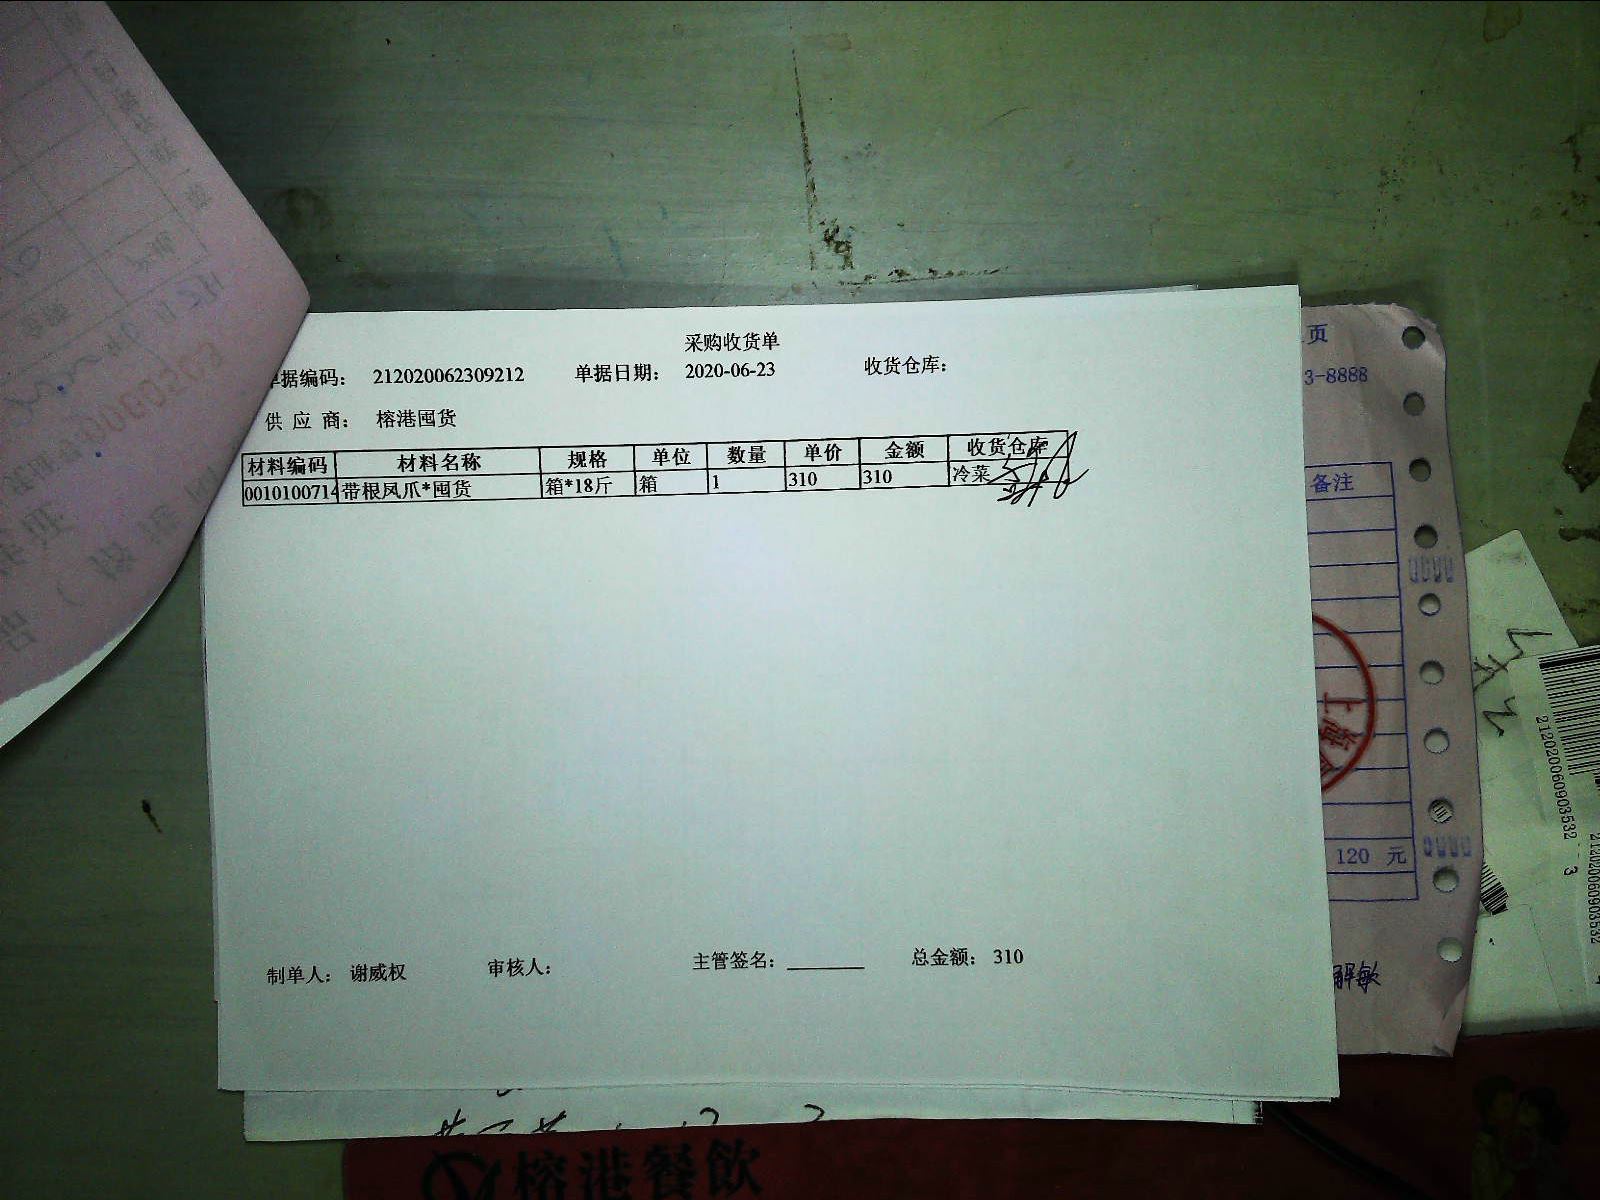 采购收货单
单据编码： 212020062309212 单据日期： 2020-06-23 收货仓库：
供 应 商： 榕港囤货
材料编码 材料名称 规格 单位 数量 单价 金额 收货仓库
0010100714 带根凤爪*囤货 箱*18斤 箱 1 310 310 冷菜
制单人： 谢威权 审核人： 主管签名： ________ 总金额： 310
页
3-8888
备注
上海
120 元
212020060903532
3
212020060903532
榕港餐飲